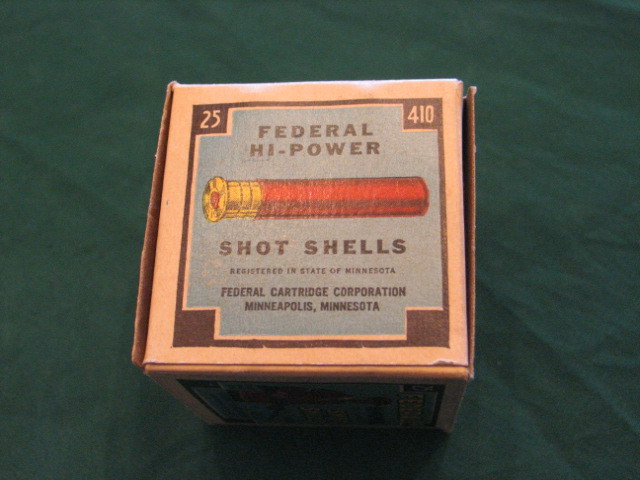 25 410
FEDERAL
HI-POWER
SHOT SHELLS
REGISTERED IN STATE OF MINNESOTA
FEDERAL CARTRIDGE CORPORATION
MINNEAPOLIS, MINNESOTA